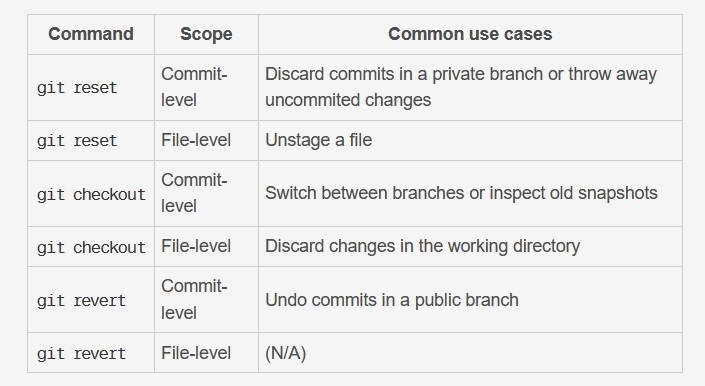 Command Scope Common use cases
git reset Commit-level Discard commits in a private branch or throw away uncommited changes
git reset File-level Unstage a file
git checkout Commit-level Switch between branches or inspect old snapshots
git checkout File-level Discard changes in the working directory
git revert Commit-level Undo commits in a public branch
git revert File-level (N/A)